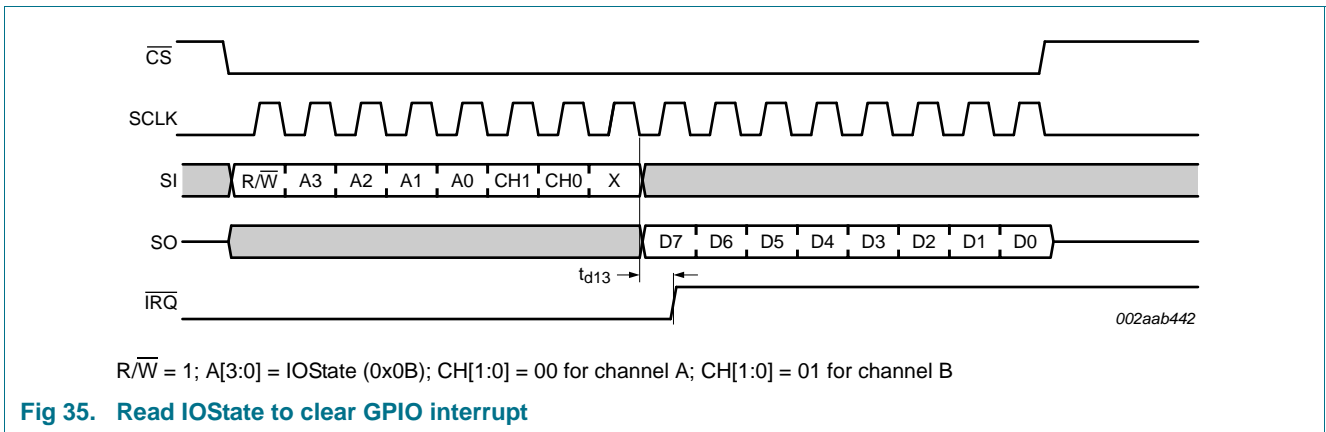 C̅S̅
SCLK
SI R/W̅ A3 A2 A1 A0 CH1 CH0 X
SO D7 D6 D5 D4 D3 D2 D1 D0
td13
I̅R̅Q̅
002aab442
R/W̅ = 1; A[3:0] = IOState (0x0B); CH[1:0] = 00 for channel A; CH[1:0] = 01 for channel B
Fig 35. Read IOState to clear GPIO interrupt